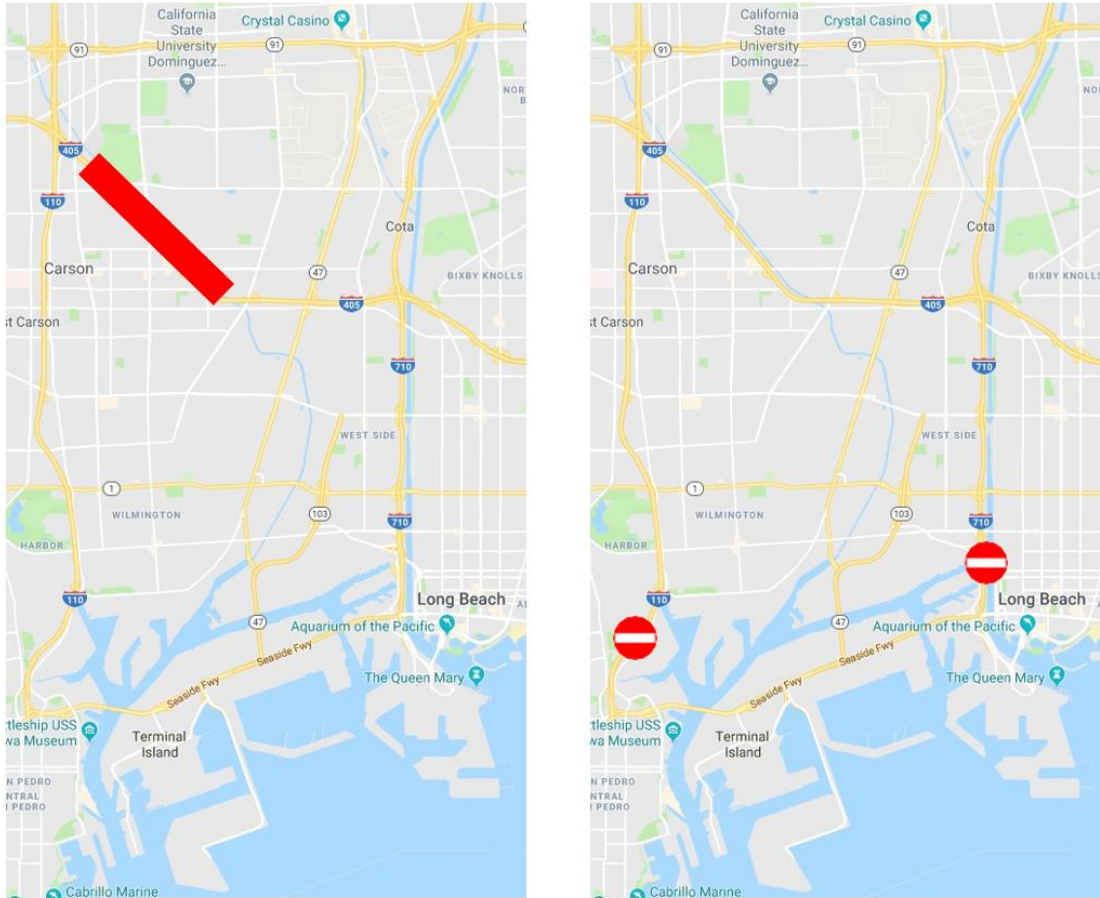 California
State
University
Dominguez...
Crystal Casino
91
91
NOR
B
405
110
Cota
Carson
47
BIXBY KNOLLS
405
st Carson
710
WEST SIDE
1
WILMINGTON
103
710
HARBOR
110
Long Beach
47
Aquarium of the Pacific
Seaside Fwy
The Queen Mary
Seaside Fwy
ttleship USS
wa Museum
Terminal
Island
N PEDRO
NTRAL
I PEDRO
Cabrillo Marine
California
State
University
Dominguez...
Crystal Casino
91
91
NO
405
110
Cota
Carson
47
BIXBY KNOLLS
405
st Carson
710
WEST SIDE
1
WILMINGTON
103
710
HARBOR
110
Long Beach
47
Aquarium of the Pacific
Seaside Fwy
The Queen Mary
Seaside Fwy
ttleship USS
wa Museum
Terminal
Island
N PEDRO
NTRAL
I PEDRO
Cabrillo Marine